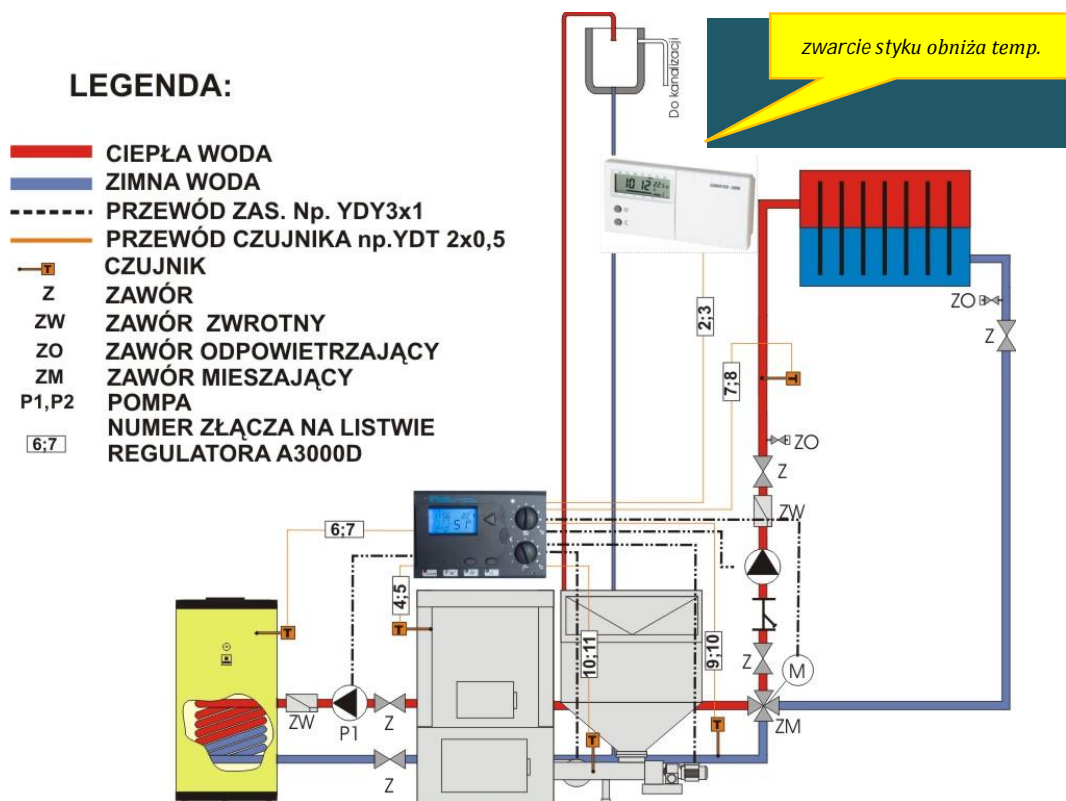 zwarcie styku obniża temp.
Do kanalizacji
LEGENDA:
CIEPŁA WODA
ZIMNA WODA
PRZEWÓD ZAS. Np. YDY3x1
PRZEWÓD CZUJNIKA np.YDT 2x0,5
T CZUJNIK
Z ZAWÓR
ZW ZAWÓR ZWROTNY
ZO ZAWÓR ODPOWIETRZAJĄCY
ZM ZAWÓR MIESZAJĄCY
P1,P2 POMPA
NUMER ZŁĄCZA NA LISTWIE
6;7 REGULATORA A3000D
2;3
ZO
Z
7;8
T
ZO
Z
ZW
6;7
4;5
T
T
10;11
9;10
Z
M
ZW
P1
Z
ZM
T
T
Z